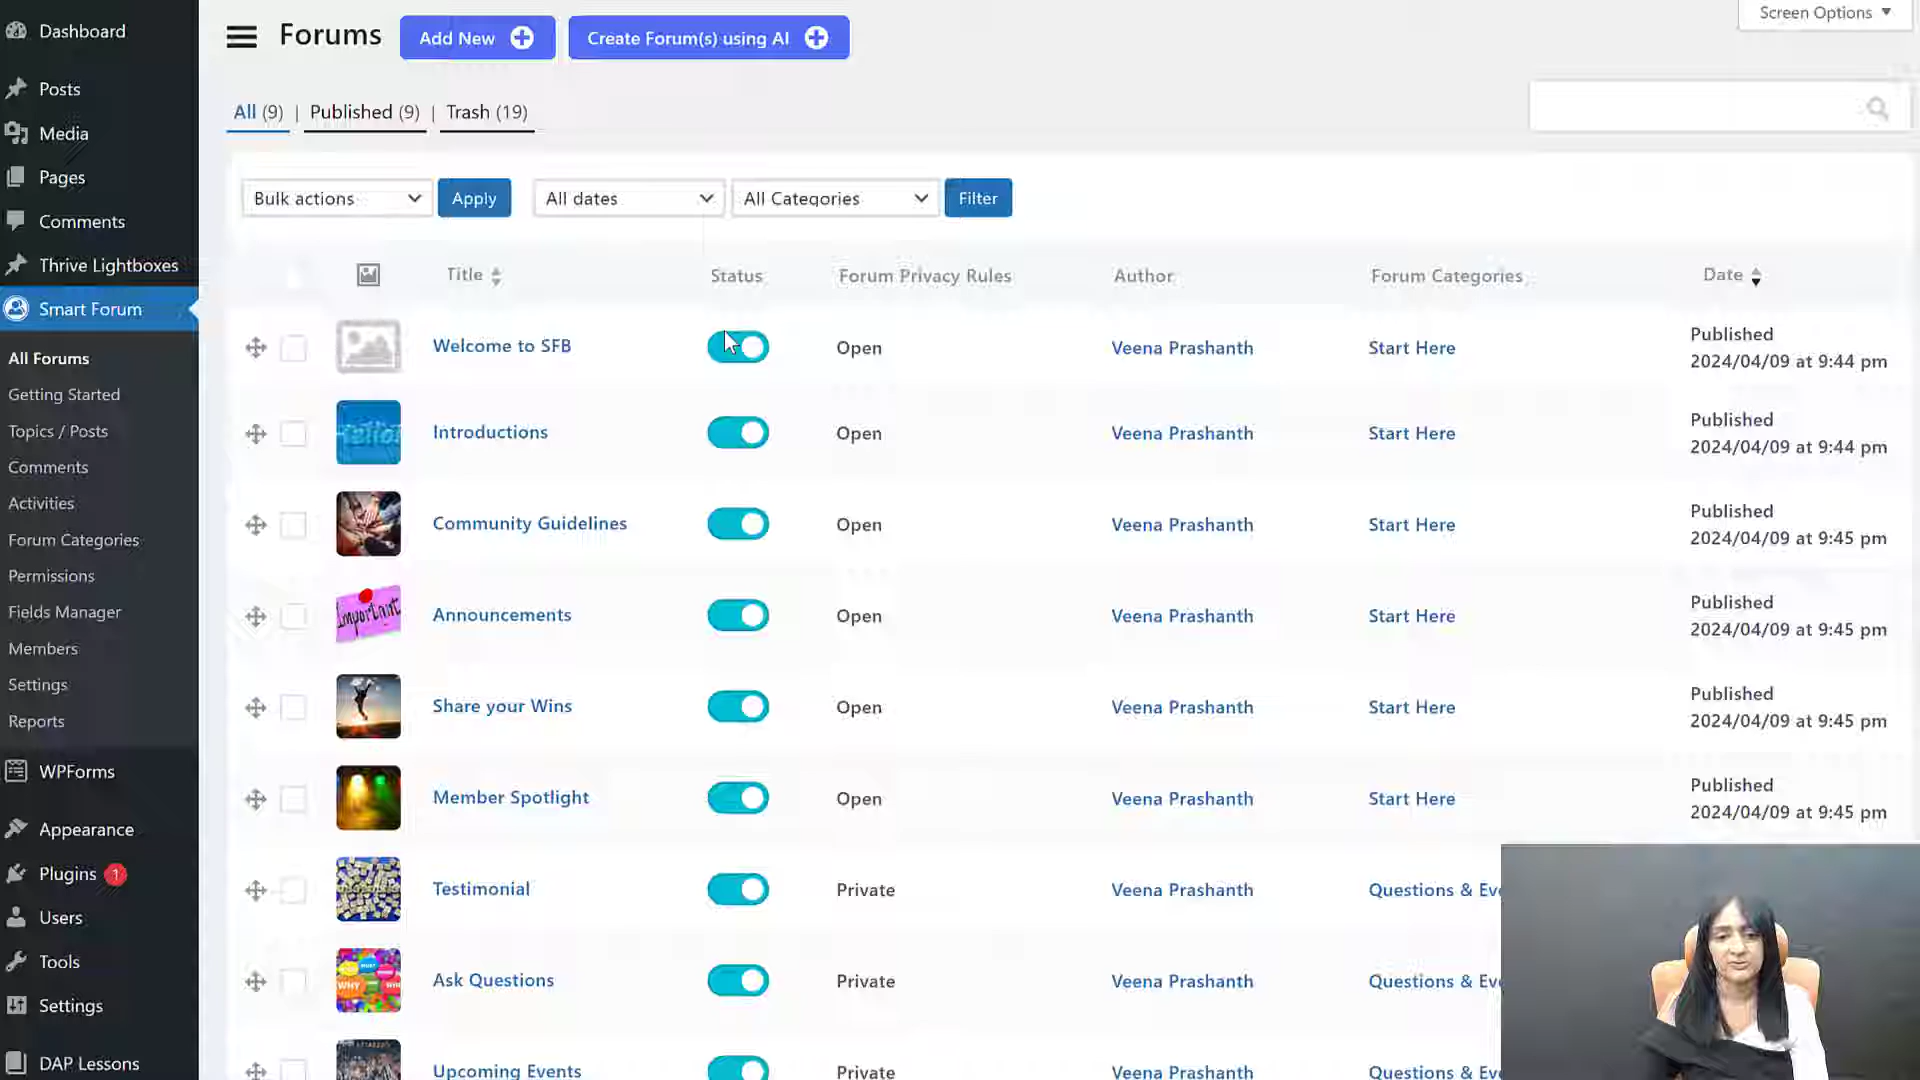 Dashboard
Posts
Media
Pages
Comments
Thrive Lightboxes
Smart Forum
All Forums
Getting Started
Topics / Posts
Comments
Activities
Forum Categories
Permissions
Fields Manager
Members
Settings
Reports
WPForms
Appearance
Plugins 1
Users
Tools
Settings
DAP Lessons
Screen Options
Forums Add New Create Forum(s) using AI
All (9) | Published (9) | Trash (19)
Bulk actions Apply All dates All Categories Filter
Title Status Forum Privacy Rules Author Forum Categories Date
Welcome to SFB Open Veena Prashanth Start Here Published
2024/04/09 at 9:44 pm
Introductions Open Veena Prashanth Start Here Published
2024/04/09 at 9:44 pm
Community Guidelines Open Veena Prashanth Start Here Published
2024/04/09 at 9:45 pm
Important
Announcements Open Veena Prashanth Start Here Published
2024/04/09 at 9:45 pm
Share your Wins Open Veena Prashanth Start Here Published
2024/04/09 at 9:45 pm
Member Spotlight Open Veena Prashanth Start Here Published
2024/04/09 at 9:45 pm
Testimonial Private Veena Prashanth Questions & Eve
WHY
Ask Questions Private Veena Prashanth Questions & Eve
Upcoming Events Private Veena Prashanth Questions & Eve